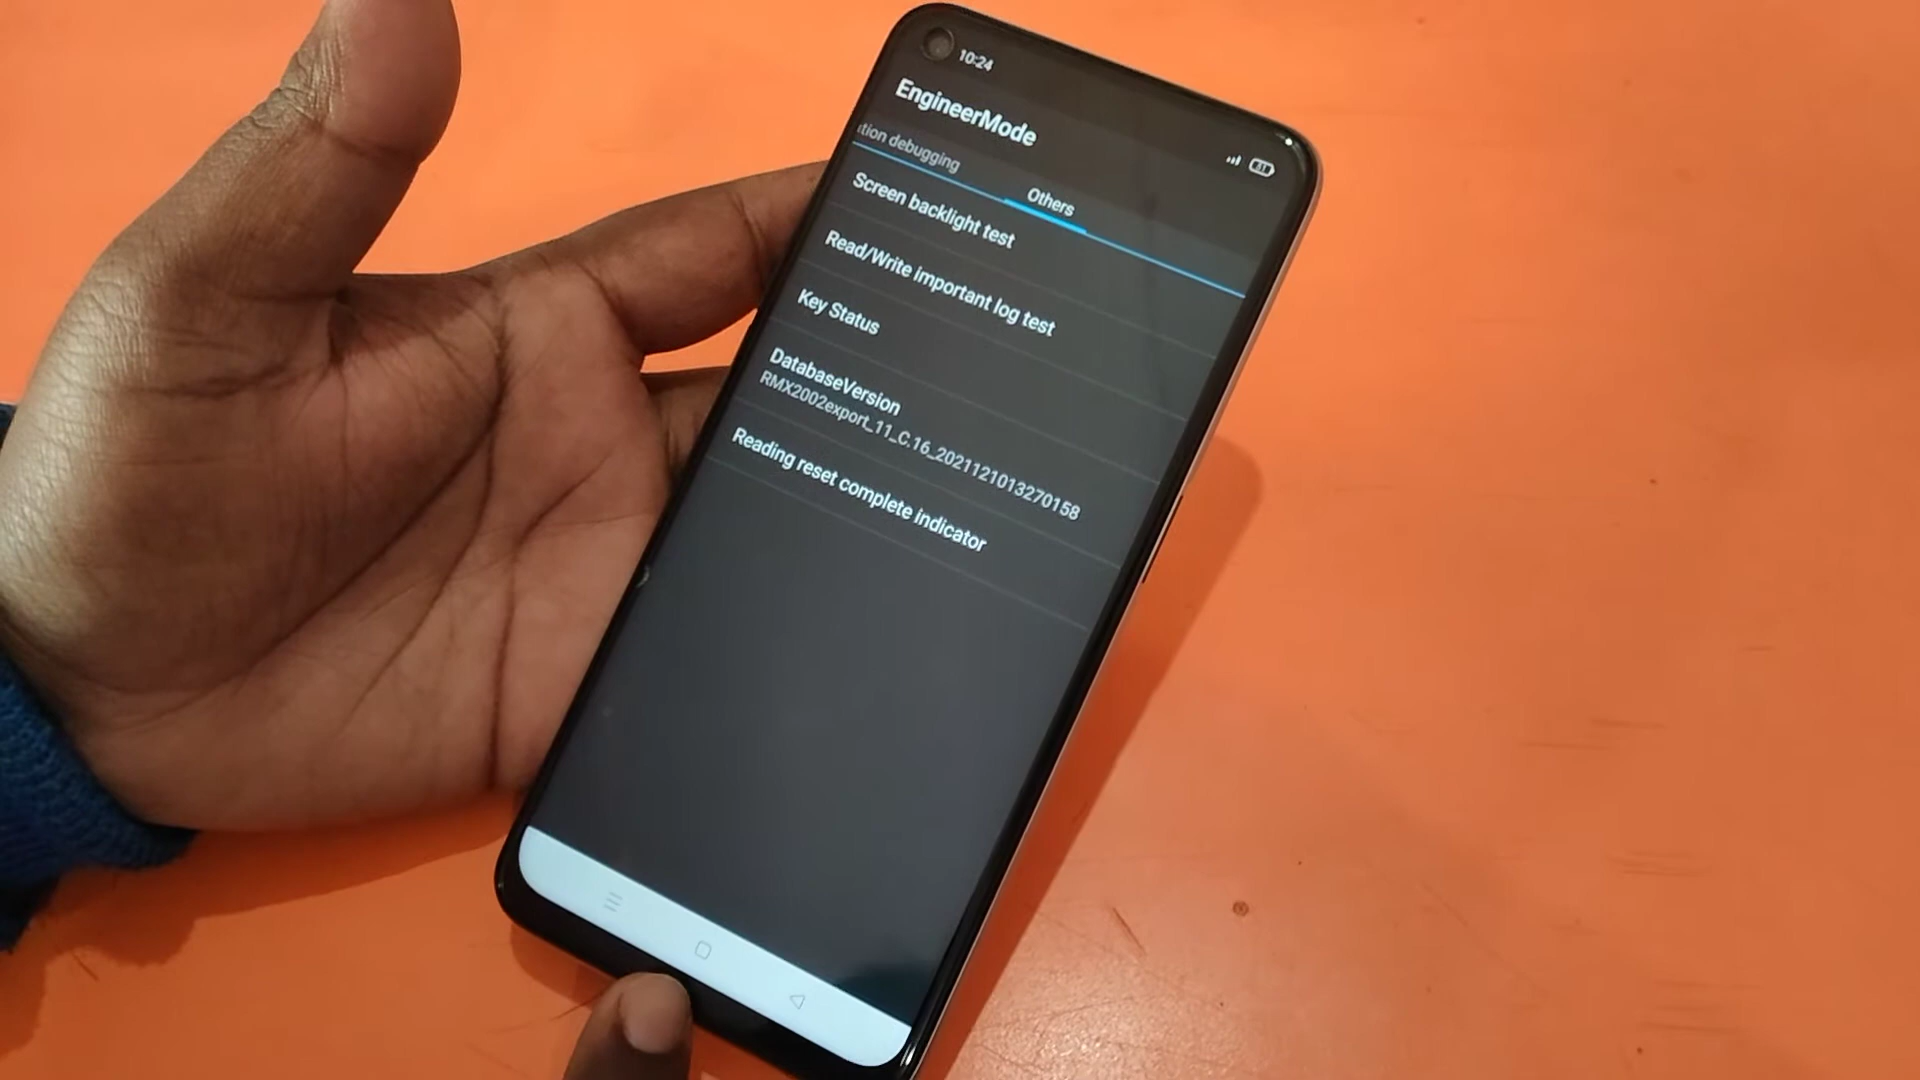 10:24
81
EngineerMode
tion debugging
Others
Screen backlight test
Read/Write important log test
Key Status
DatabaseVersion
RMX2002export_11_C.16_2021121013270158
Reading reset complete indicator